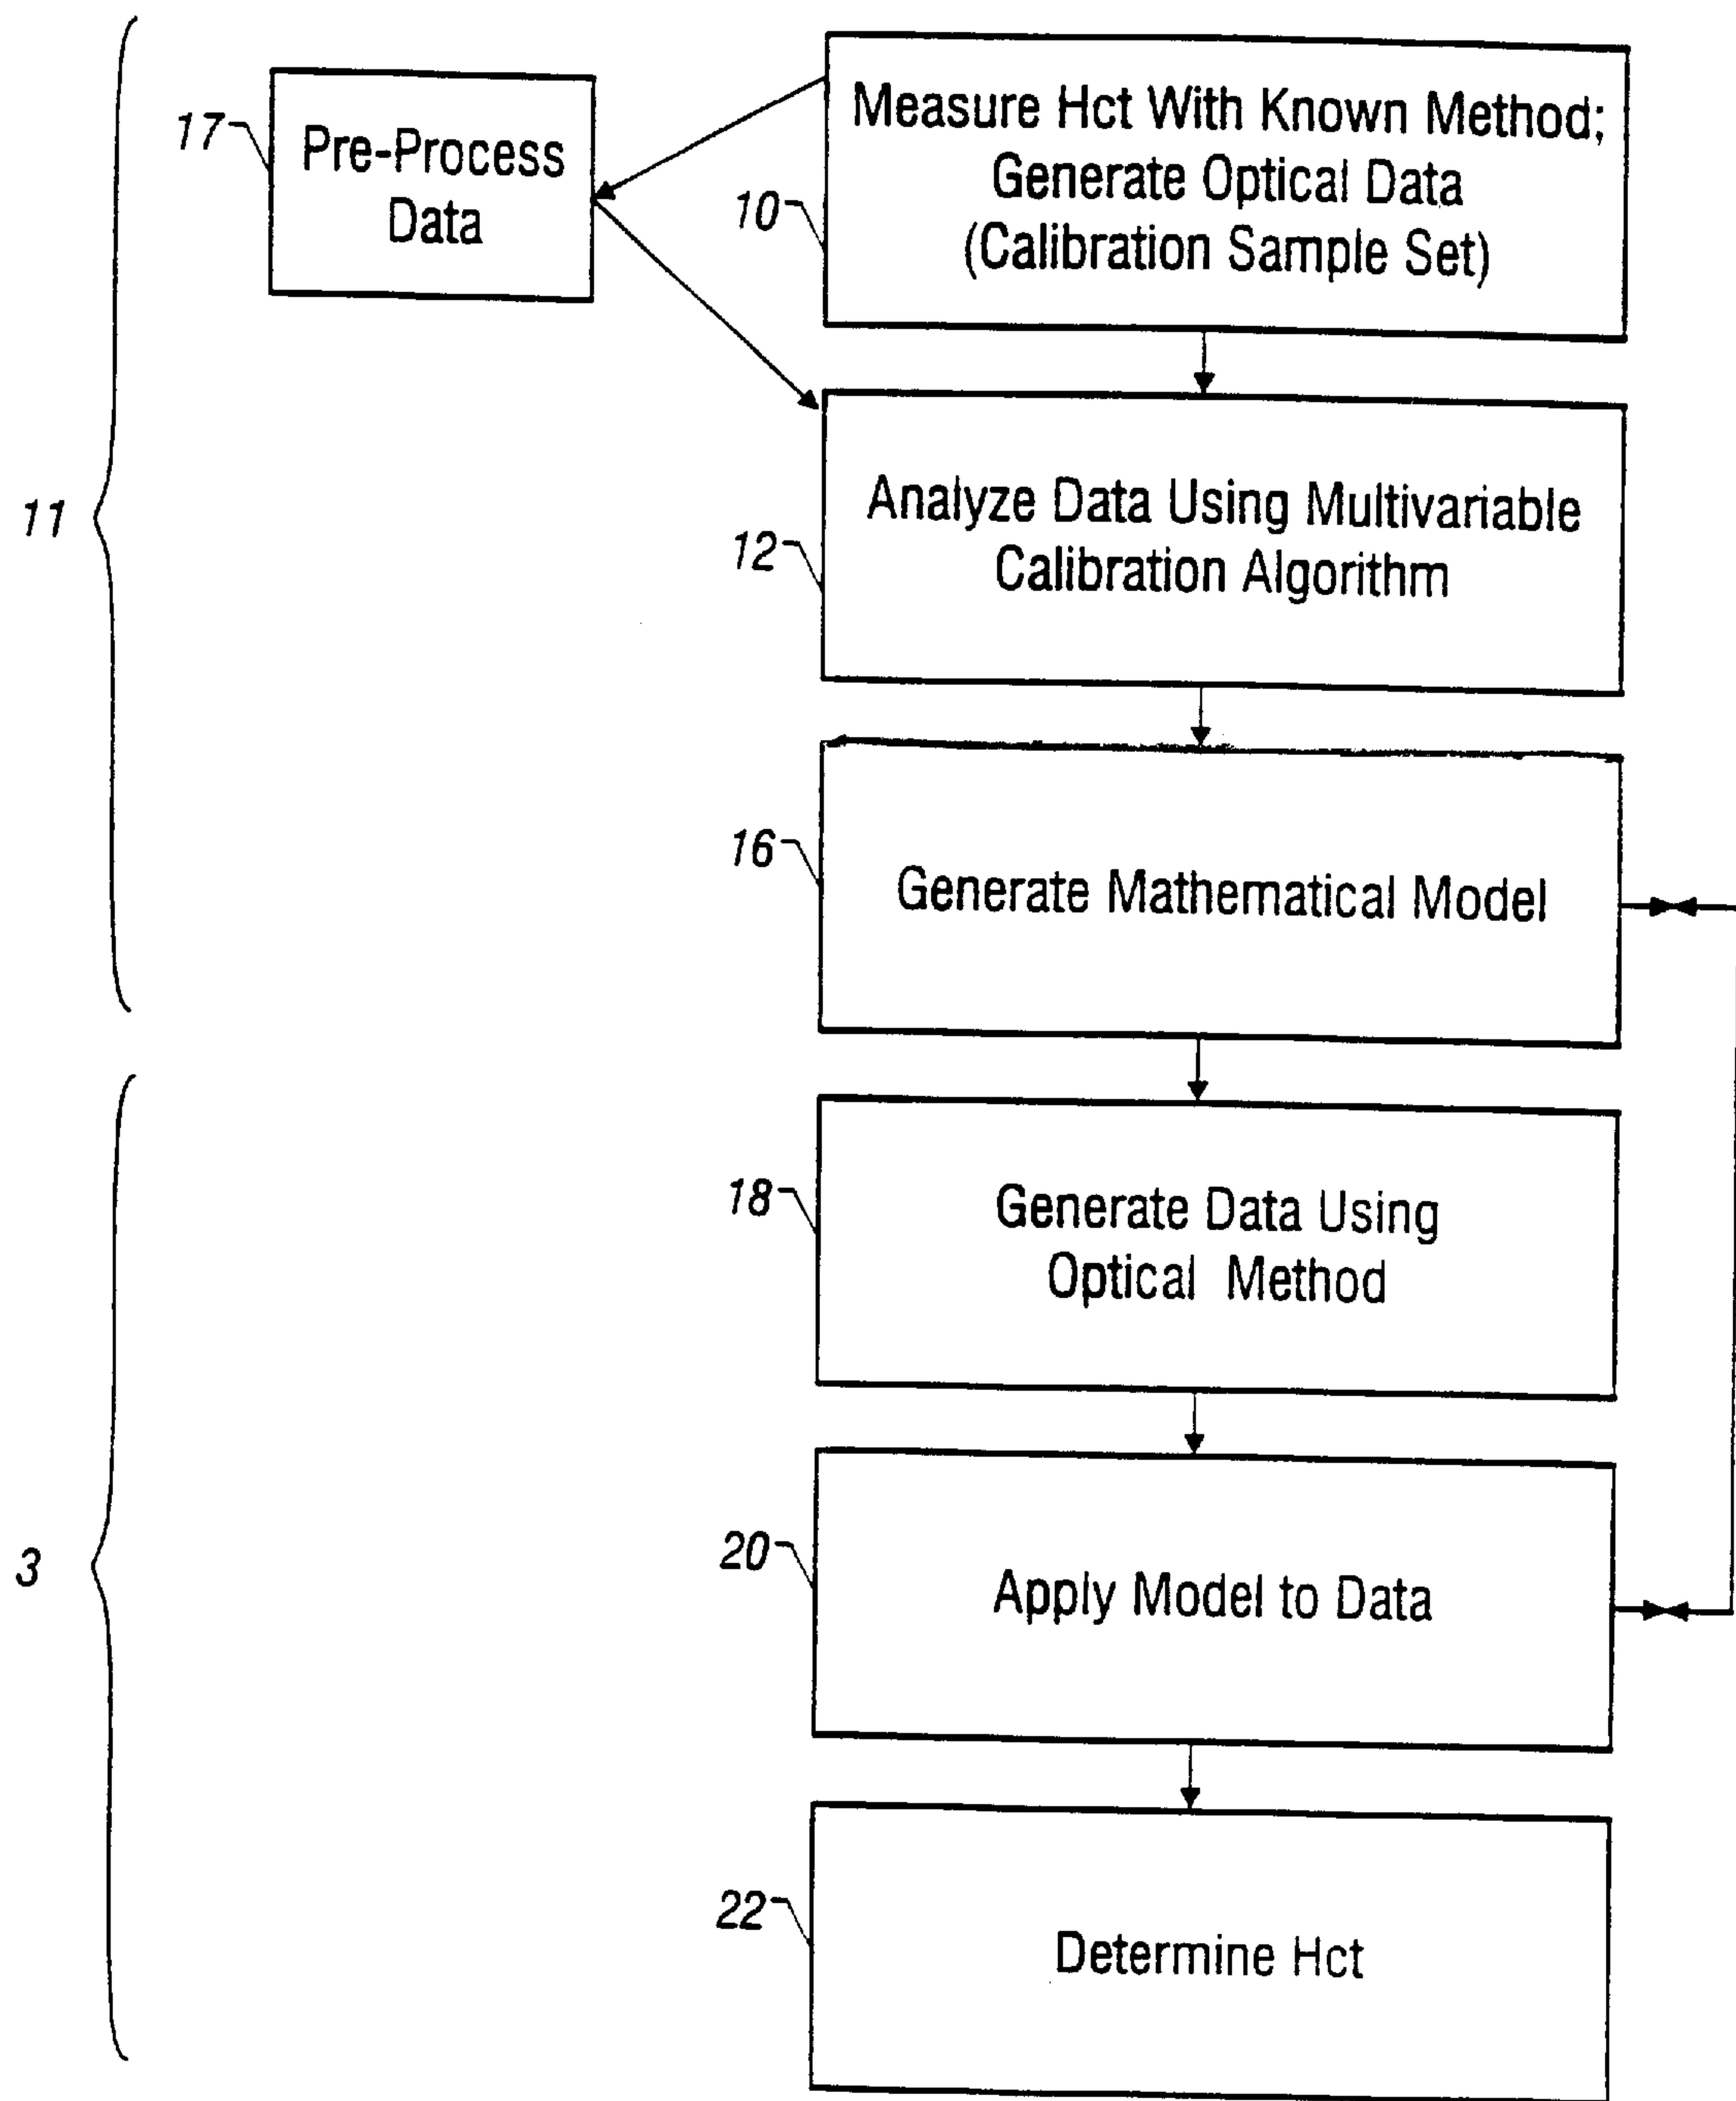 11
17
Pre-Process
Data
10
Measure Hct With Known Method;
Generate Optical Data
(Calibration Sample Set)
12
Analyze Data Using Multivariable
Calibration Algorithm
16
Generate Mathematical Model
3
18
Generate Data Using
Optical Method
20
Apply Model to Data
22
Determine Hct